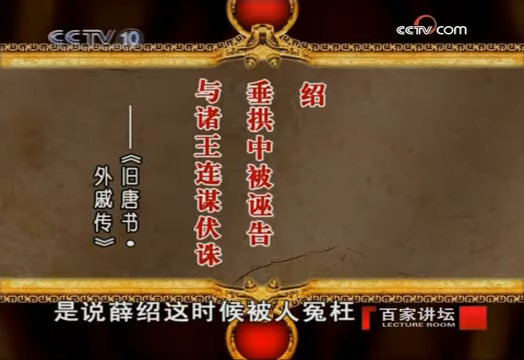 CCTV 10
CCTV.com
绍
垂拱中被诬告
与诸王连谋伏诛
——《旧唐书·
外戚传》
是说薛绍这时候被人冤枉
百家讲坛
LECTURE ROOM